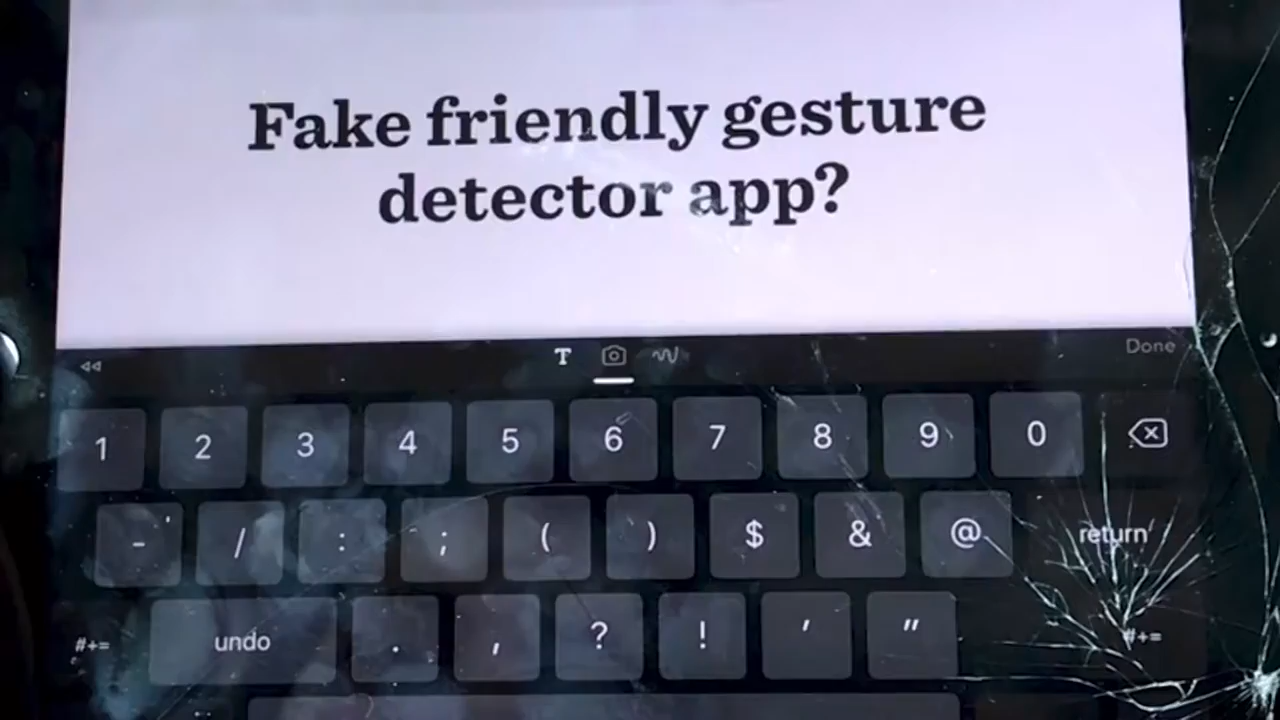 Fake friendly gesture
detector app?
T
Done
1 2 3 4 5 6 7 8 9 0
- / : ; ( ) $ & @ return
#+= undo . , ? ! ' " #+=